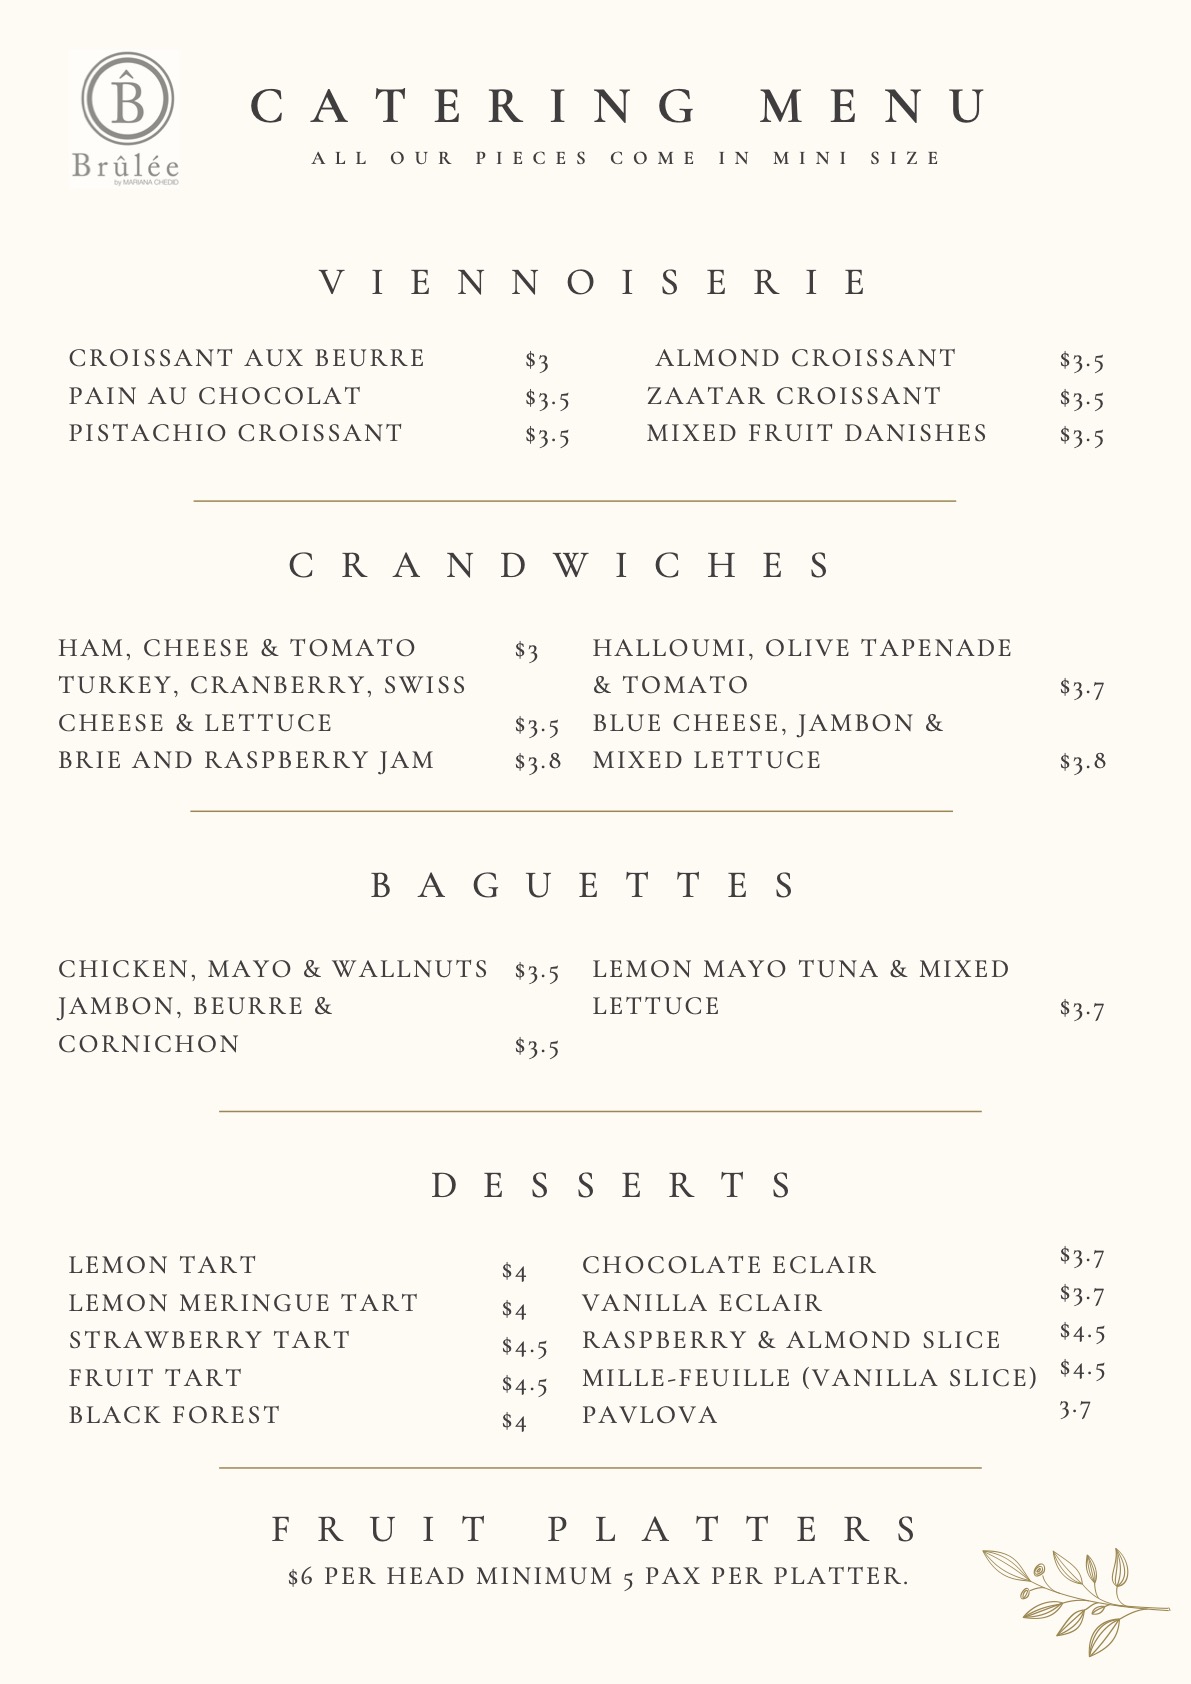 B̂
Brûlée
by MARIANA CHEDID
CATERING MENU
ALL OUR PIECES COME IN MINI SIZE
VIENNOISERIE
CROISSANT AUX BEURRE $3
PAIN AU CHOCOLAT $3.5
PISTACHIO CROISSANT $3.5
ALMOND CROISSANT $3.5
ZAATAR CROISSANT $3.5
MIXED FRUIT DANISHES $3.5
CRANDWICHES
HAM, CHEESE & TOMATO $3
TURKEY, CRANBERRY, SWISS
CHEESE & LETTUCE $3.5
BRIE AND RASPBERRY JAM $3.8
HALLOUMI, OLIVE TAPENADE
& TOMATO $3.7
BLUE CHEESE, JAMBON &
MIXED LETTUCE $3.8
BAGUETTES
CHICKEN, MAYO & WALLNUTS $3.5
JAMBON, BEURRE &
CORNICHON $3.5
LEMON MAYO TUNA & MIXED
LETTUCE $3.7
DESSERTS
LEMON TART $4
LEMON MERINGUE TART $4
STRAWBERRY TART $4.5
FRUIT TART $4.5
BLACK FOREST $4
CHOCOLATE ECLAIR $3.7
VANILLA ECLAIR $3.7
RASPBERRY & ALMOND SLICE $4.5
MILLE-FEUILLE (VANILLA SLICE) $4.5
PAVLOVA 3.7
FRUIT PLATTERS
$6 PER HEAD MINIMUM 5 PAX PER PLATTER.